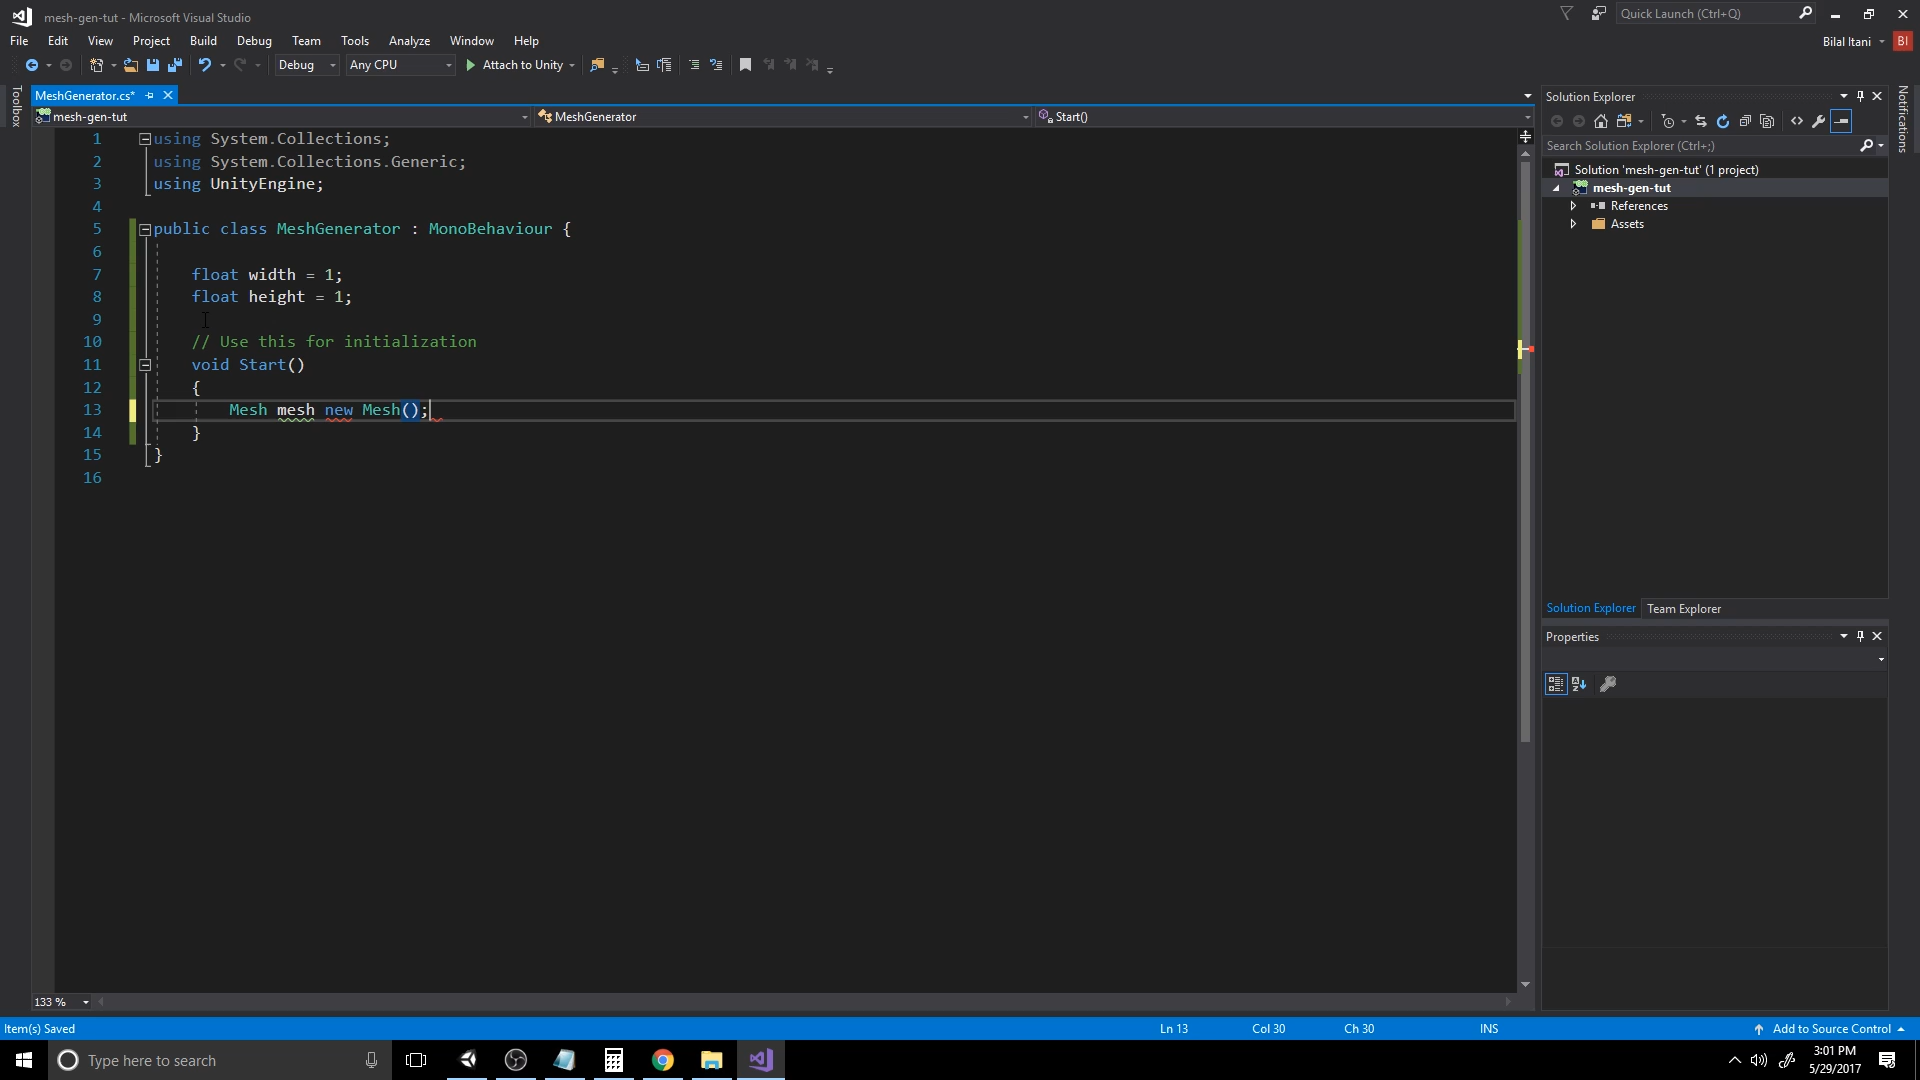 mesh-gen-tut - Microsoft Visual Studio
Quick Launch (Ctrl+Q)
File Edit View Project Build Debug Team Tools Analyze Window Help
Bilal Itani BI
Debug Any CPU Attach to Unity
Toolbox
MeshGenerator.cs*
mesh-gen-tut MeshGenerator Start()
1 using System.Collections;
2 using System.Collections.Generic;
3 using UnityEngine;
4
5 public class MeshGenerator : MonoBehaviour {
6
7 float width = 1;
8 float height = 1;
9
10 // Use this for initialization
11 void Start()
12 {
13 Mesh mesh new Mesh();
14 }
15 }
16
133 %
Solution Explorer
Search Solution Explorer (Ctrl+;)
Solution 'mesh-gen-tut' (1 project)
mesh-gen-tut
References
Assets
Solution Explorer Team Explorer
Properties
Notifications
Item(s) Saved Ln 13 Col 30 Ch 30 INS Add to Source Control
Type here to search
3:01 PM
5/29/2017